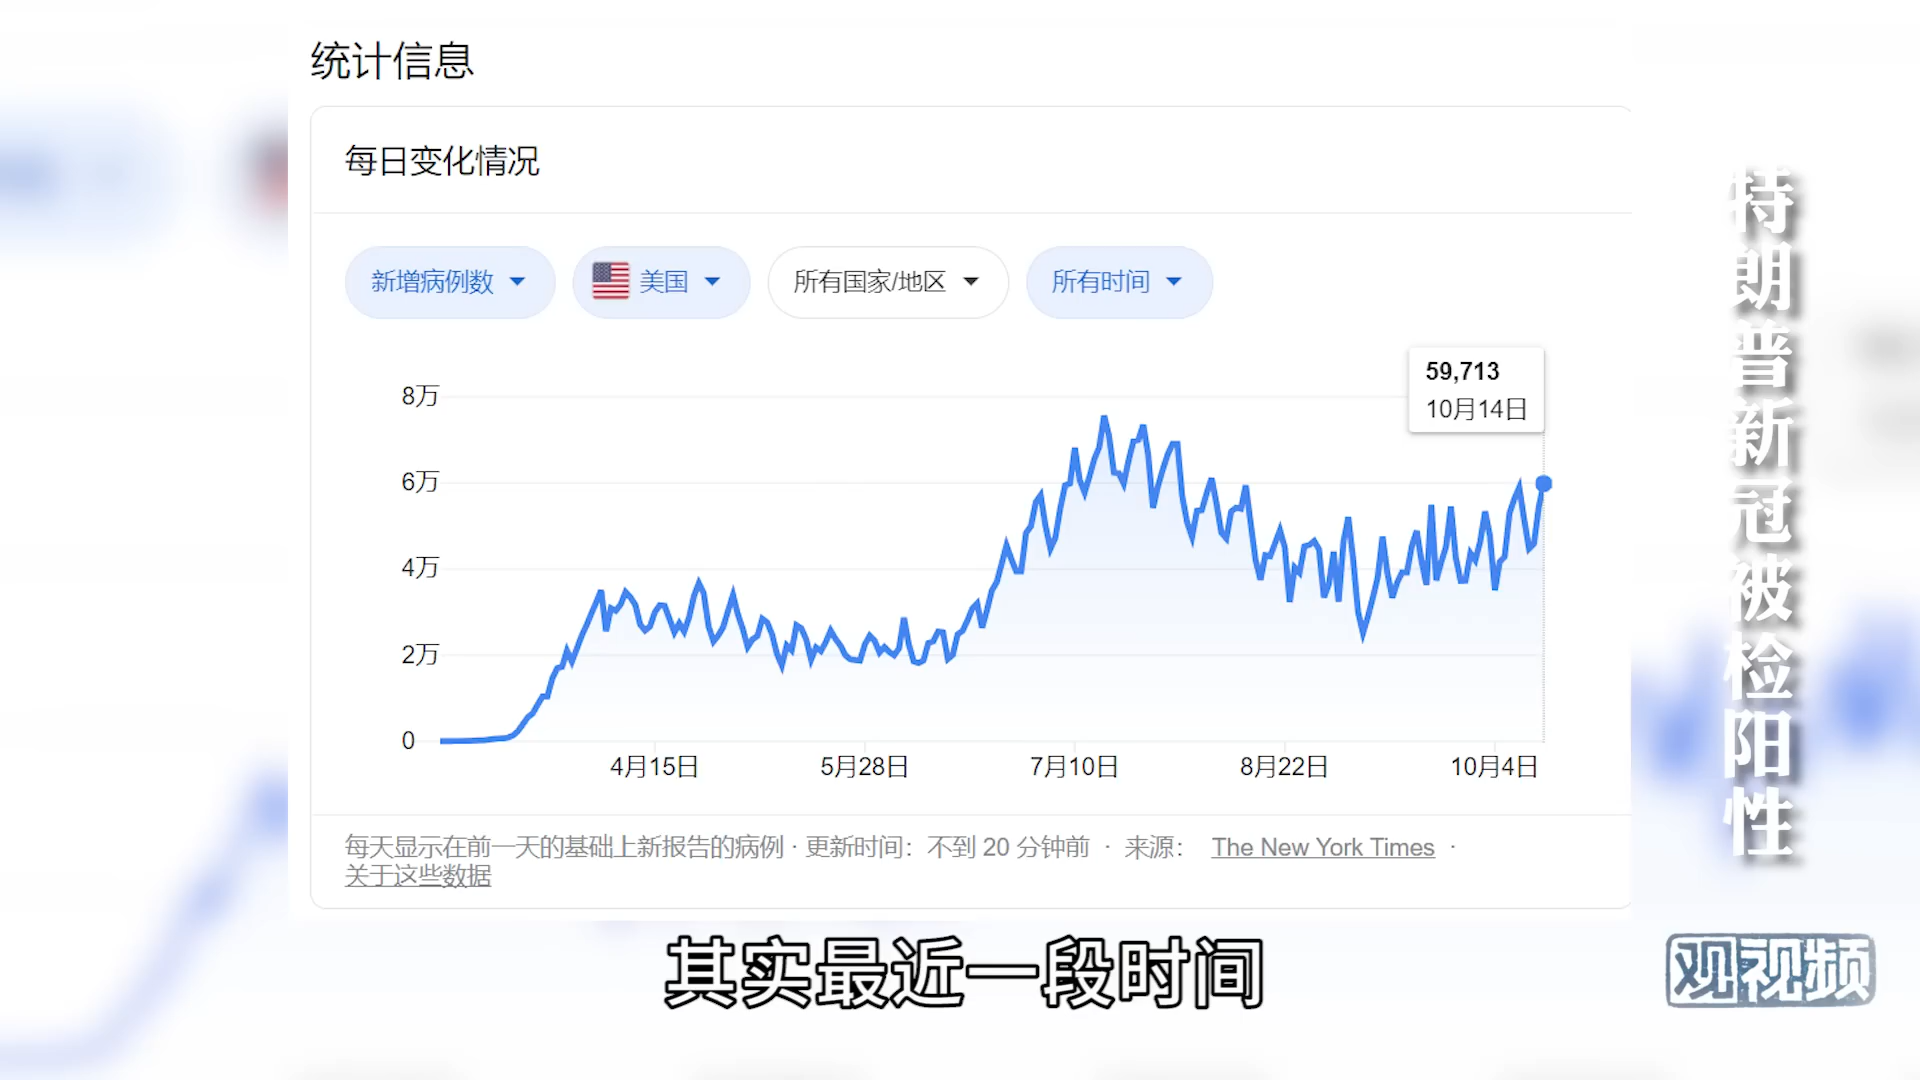 统计信息
每日变化情况
新增病例数
美国
所有国家/地区
所有时间
59,713
10月14日
8万
6万
4万
2万
0
4月15日
5月28日
7月10日
8月22日
10月4日
每天显示在前一天的基础上新报告的病例 · 更新时间：不到 20 分钟前 · 来源： The New York Times ·
关于这些数据
特朗普新冠被检阳性
其实最近一段时间
观视频